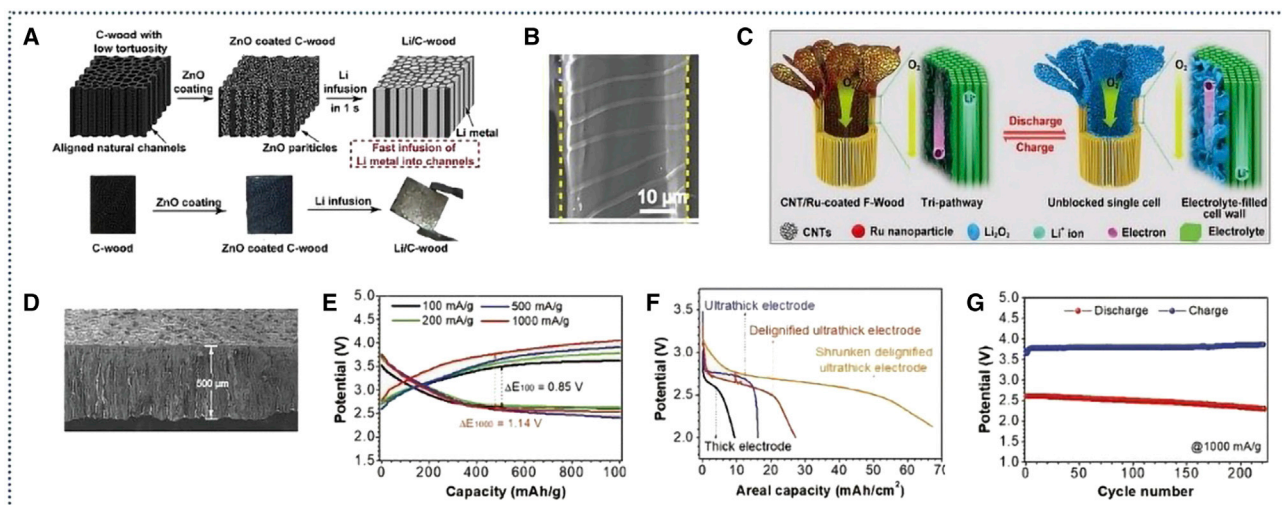 A
C-wood with
low tortuosity
ZnO coated C-wood
Li/C-wood
ZnO
coating
Li
infusion
in 1 s
Li metal
Aligned natural channels
ZnO pariticles
Fast infusion of
Li metal into channels
ZnO coating
Li infusion
C-wood
ZnO coated C-wood
Li/C-wood
B
10 μm
C
O₂
O₂
O₂
O₂
Li⁺
Li⁺
e⁻
e⁻
Discharge
Charge
CNT/Ru-coated F-Wood
Tri-pathway
Unblocked single cell
Electrolyte-filled
cell wall
CNTs
Ru nanoparticle
Li₂O₂
Li⁺ ion
Electron
Electrolyte
D
500 μm
E
100 mA/g
500 mA/g
200 mA/g
1000 mA/g
ΔE100 = 0.85 V
ΔE1000 = 1.14 V
Potential (V)
5.0
4.5
4.0
3.5
3.0
2.5
2.0
1.5
0 200 400 600 800 1000
Capacity (mAh/g)
F
Ultrathick electrode
Delignified ultrathick electrode
Shrunken delignified
ultrathick electrode
Thick electrode
Potential (V)
3.5
3.0
2.5
2.0
0 10 20 30 40 50 60 70
Areal capacity (mAh/cm²)
G
Discharge
Charge
Potential (V)
5.0
4.5
4.0
3.5
3.0
2.5
2.0
1.5
1.0
@1000 mA/g
0 50 100 150 200
Cycle number